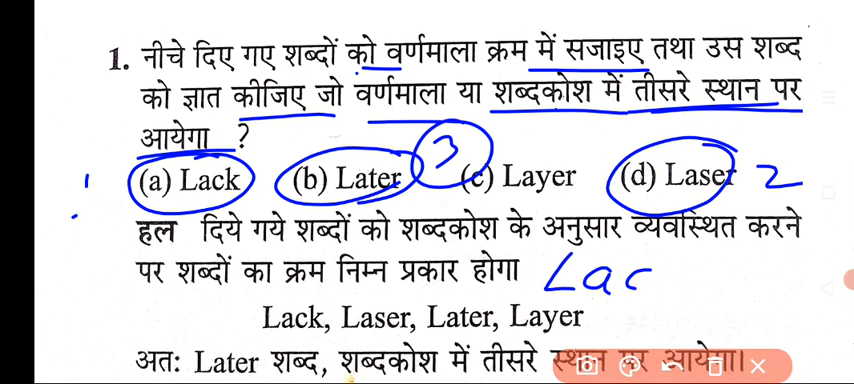 1. नीचे दिए गए शब्दों को वर्णमाला क्रम में सजाइए तथा उस शब्द
को ज्ञात कीजिए जो वर्णमाला या शब्दकोश में तीसरे स्थान पर
आयेगा ?
3
1 (a) Lack (b) Later (c) Layer (d) Laser 2
हल दिये गये शब्दों को शब्दकोश के अनुसार व्यवस्थित करने
पर शब्दों का क्रम निम्न प्रकार होगा Lac
Lack, Laser, Later, Layer
अत: Later शब्द, शब्दकोश में तीसरे स्थान पर आयेगा।